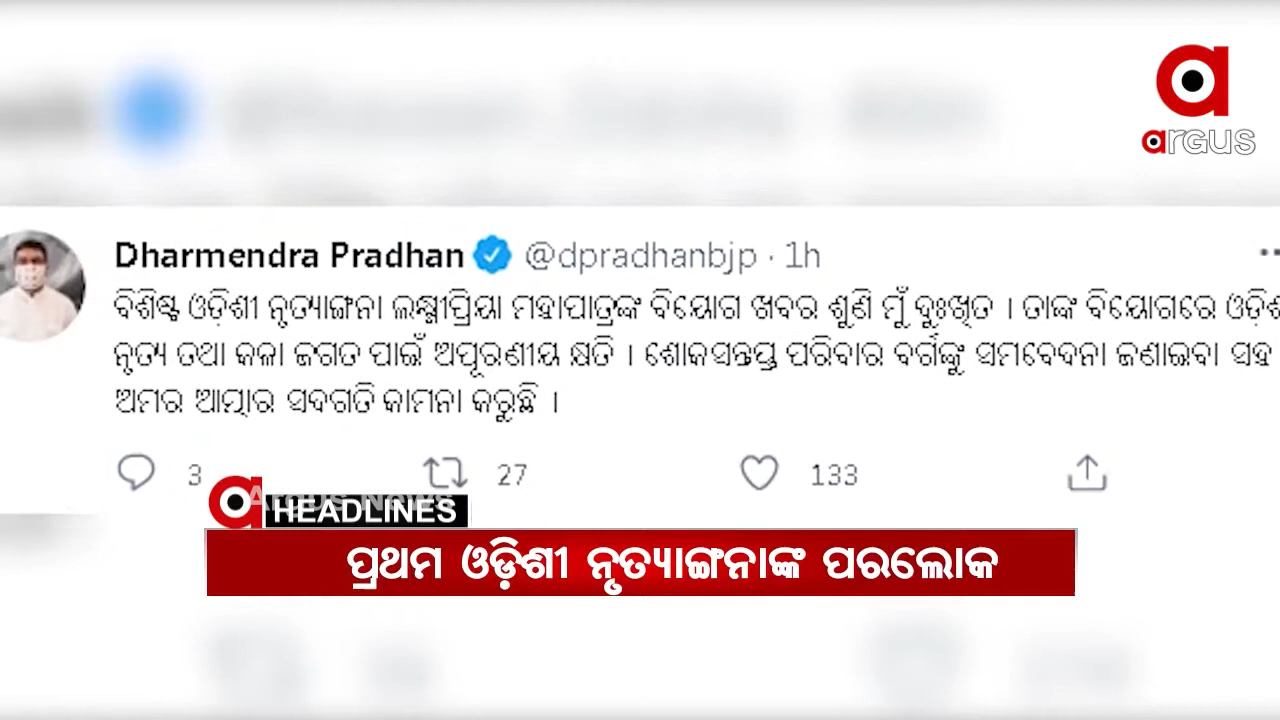 argus
Dharmendra Pradhan @dpradhanbjp · 1h
ବିଶିଷ୍ଟ ଓଡ଼ିଶୀ ନୃତ୍ୟାଙ୍ଗନା ଲକ୍ଷ୍ମୀପ୍ରିୟା ମହାପାତ୍ରଙ୍କ ବିୟୋଗ ଖବର ଶୁଣି ମୁଁ ଦୁଃଖିତ । ତାଙ୍କ ବିୟୋଗରେ
ନୃତ୍ୟ ତଥା କଳା ଜଗତ ପାଇଁ ଅପୂରଣୀୟ କ୍ଷତି । ଶୋକସନ୍ତପ୍ତ ପରିବାର ବର୍ଗଙ୍କୁ ସମବେଦନା ଜଣାଇବା ସହ
ଅମର ଆତ୍ମାର ସଦଗତି କାମନା କରୁଛି ।
3 27 133
Argus News
HEADLINES
ପ୍ରଥମ ଓଡ଼ିଶୀ ନୃତ୍ୟାଙ୍ଗନାଙ୍କ ପରଲୋକ